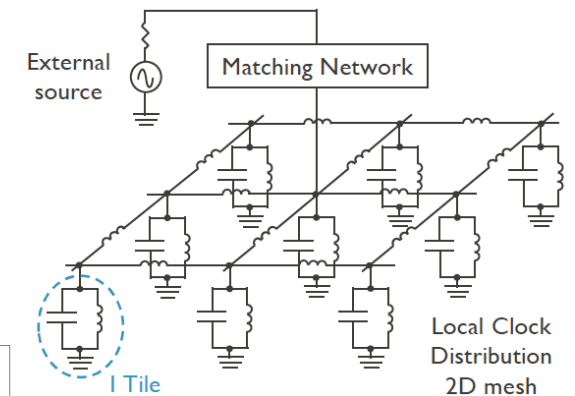 External
source
Matching Network
1 Tile
Local Clock
Distribution
2D mesh